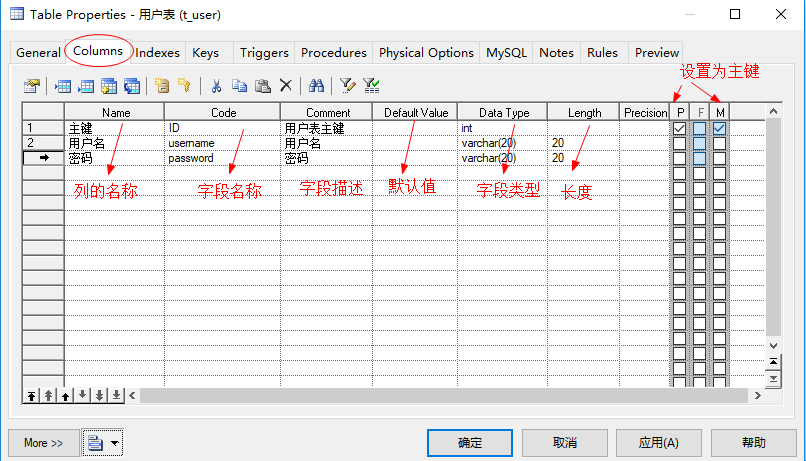 Table Properties - 用户表 (t_user)
General Columns Indexes Keys Triggers Procedures Physical Options MySQL Notes Rules Preview
设置为主键
Name Code Comment Default Value Data Type Length Precision P F M
1 主键 ID 用户表主键 int
2 用户名 username 用户名 varchar(20) 20
密码 password 密码 varchar(20) 20
列的名称 字段名称 字段描述 默认值 字段类型 长度
More >> 确定 取消 应用(A) 帮助